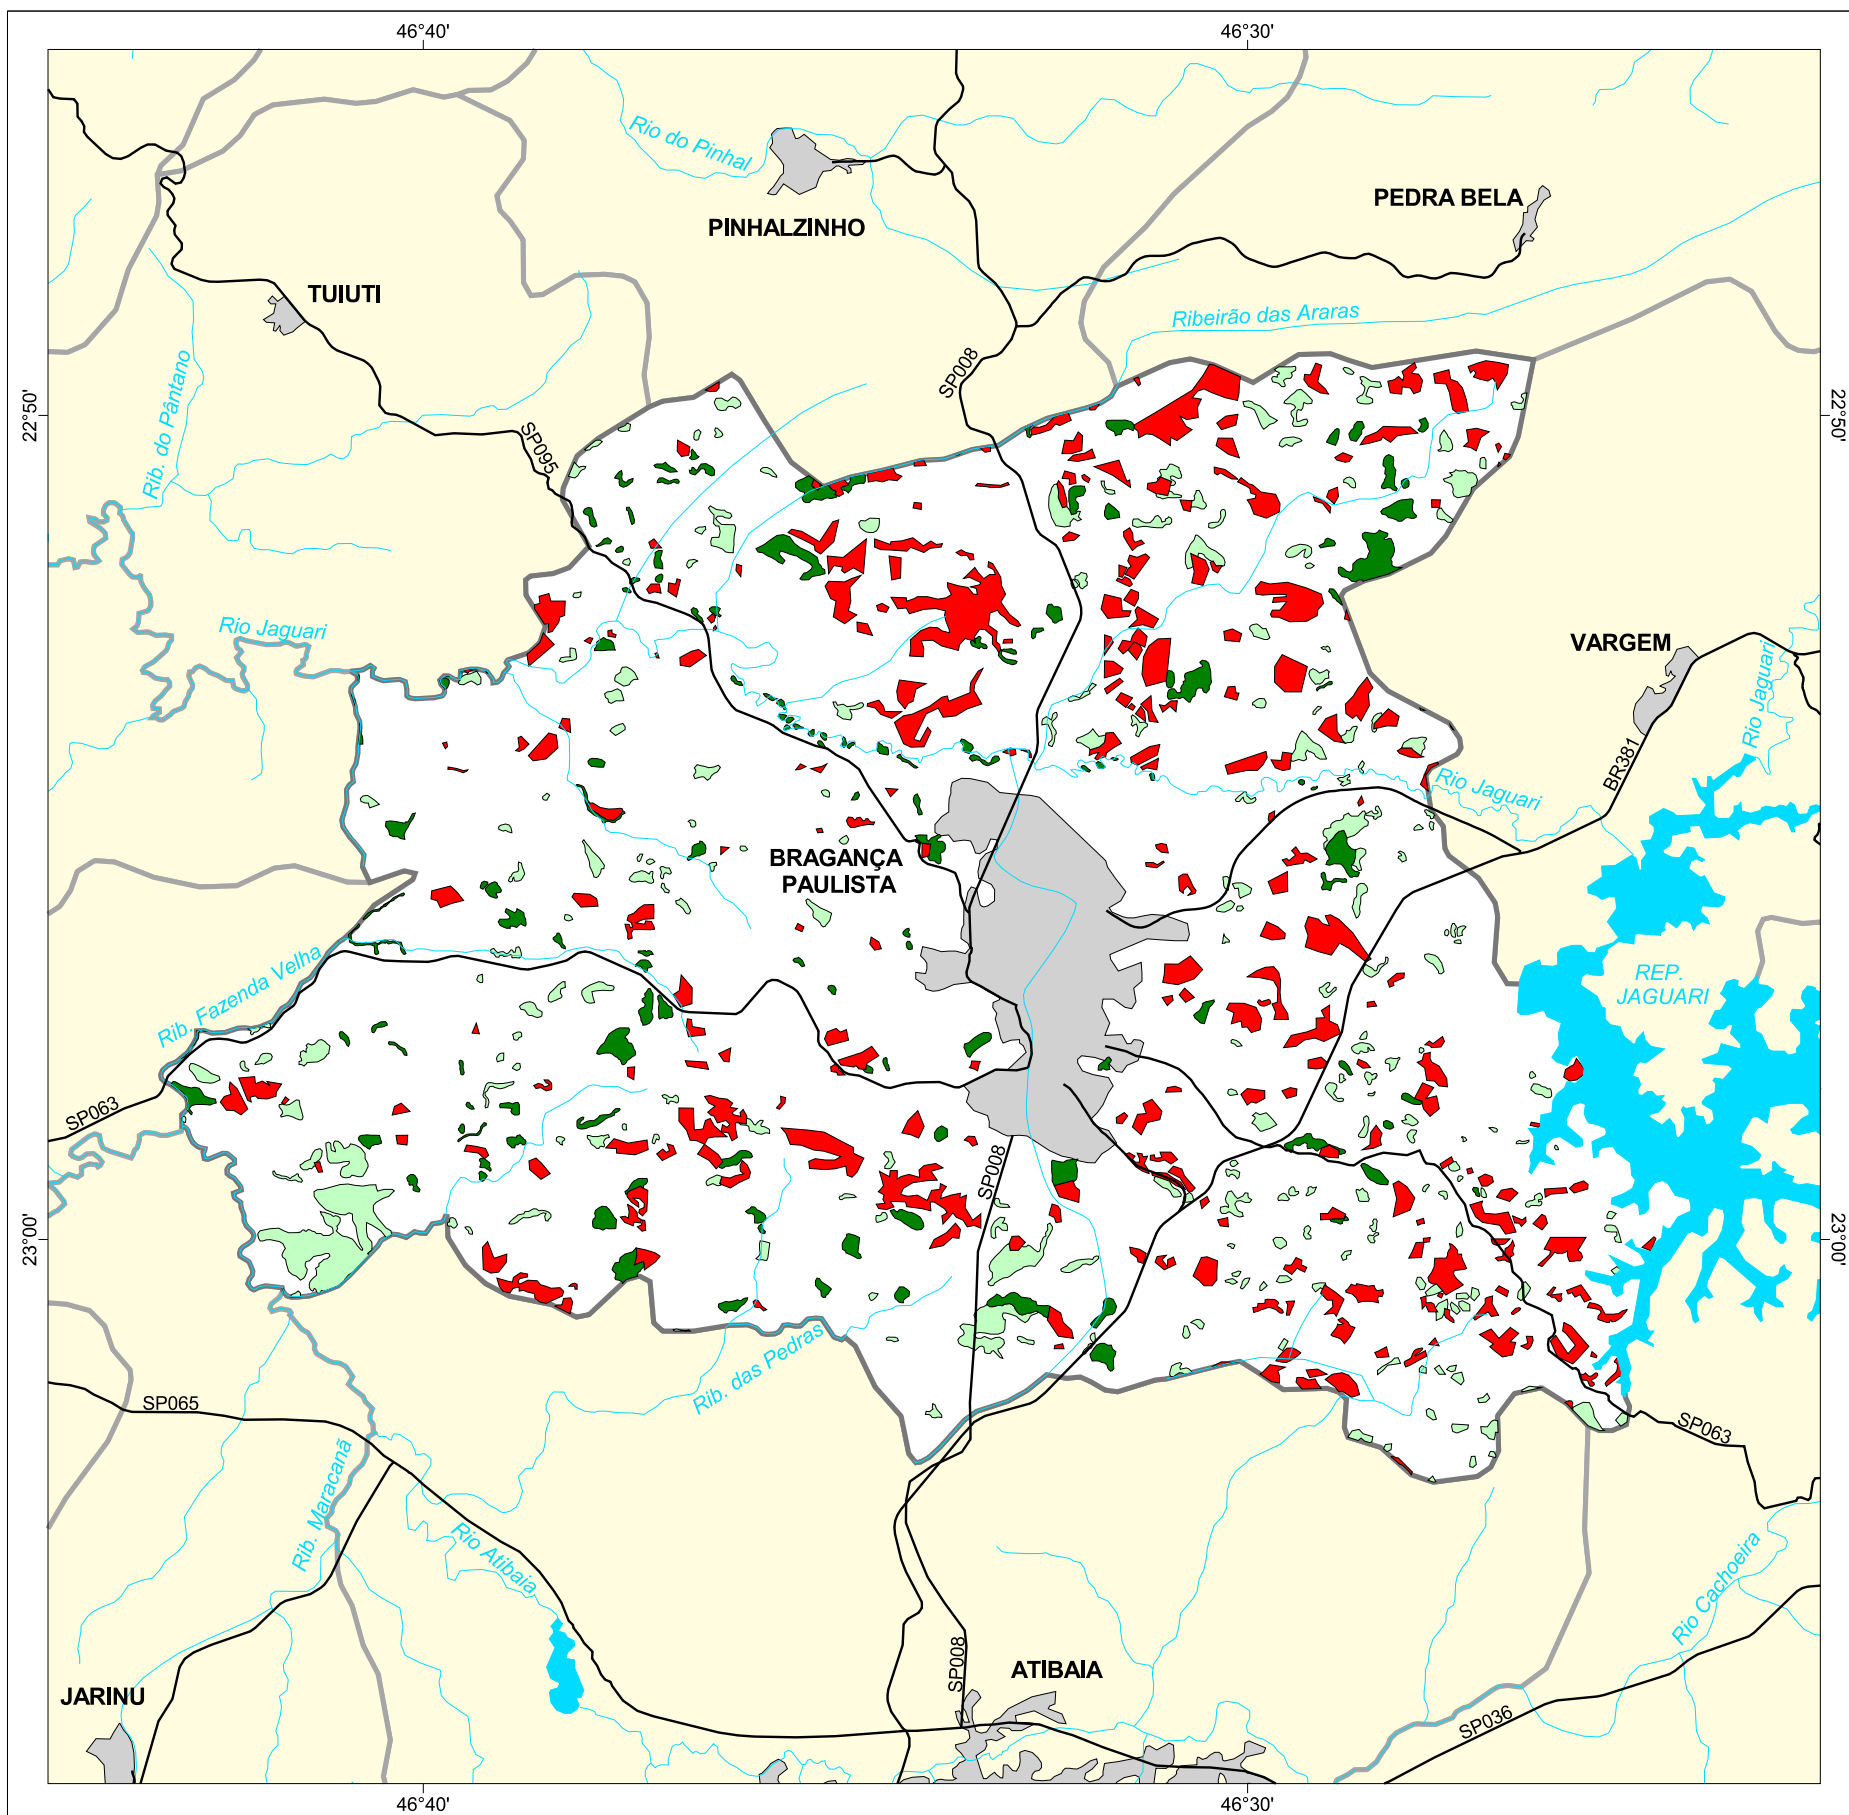 46°40' 46°30'
Rio do Pinhal
PEDRA BELA
PINHALZINHO
TUIUTI
Ribeirão das Araras
SP008
22°50' 22°50'
Rib. do Pântano
SP095
Rio Jaguari
VARGEM
Rio Jaguari
BR381
Rio Jaguari
BRAGANÇA
PAULISTA
Rib. Fazenda Velha
REP.
JAGUARI
SP063
SP008
23°00' 23°00'
Rib. das Pedras
SP065
SP063
Rib. Maracanã
Rio Atibaia
Rio Cachoeira
SP008
ATIBAIA
JARINU
SP036
46°40' 46°30'